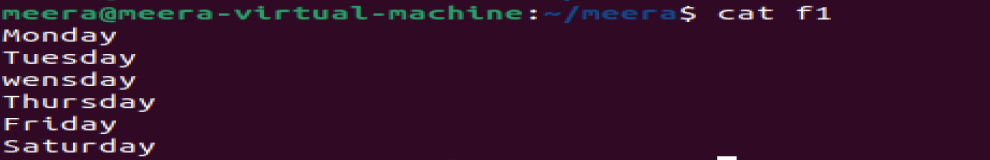 meera@meera-virtual-machine:~/meera$ cat f1
Monday
Tuesday
wensday
Thursday
Friday
Saturday